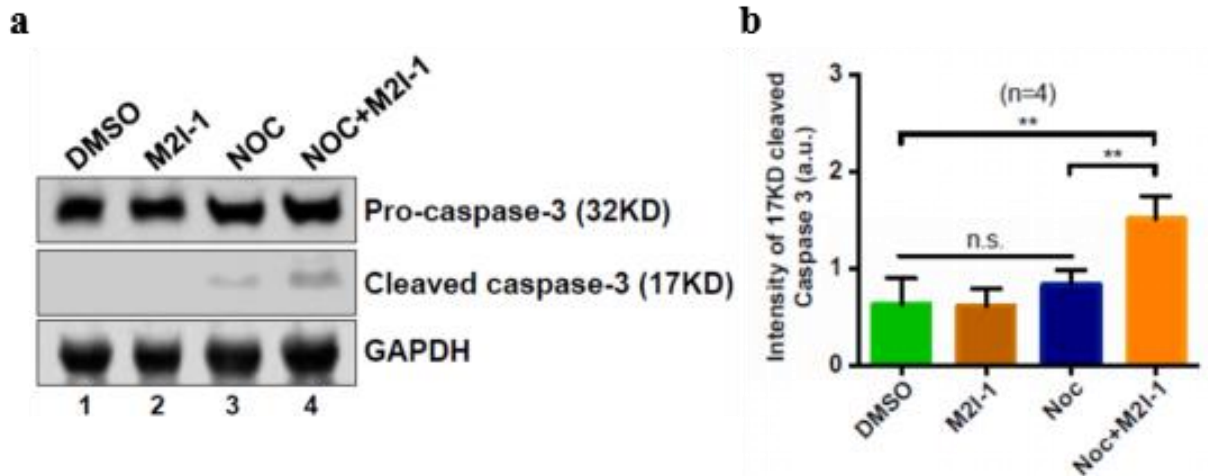 a
DMSO
M2I-1
NOC
NOC+M2I-1
Pro-caspase-3 (32KD)
Cleaved caspase-3 (17KD)
GAPDH
1 2 3 4
b
Intensity of 17KD cleaved
Caspase 3 (a.u.)
3
2
1
0
(n=4)
**
**
n.s.
DMSO
M2I-1
Noc
Noc+M2I-1